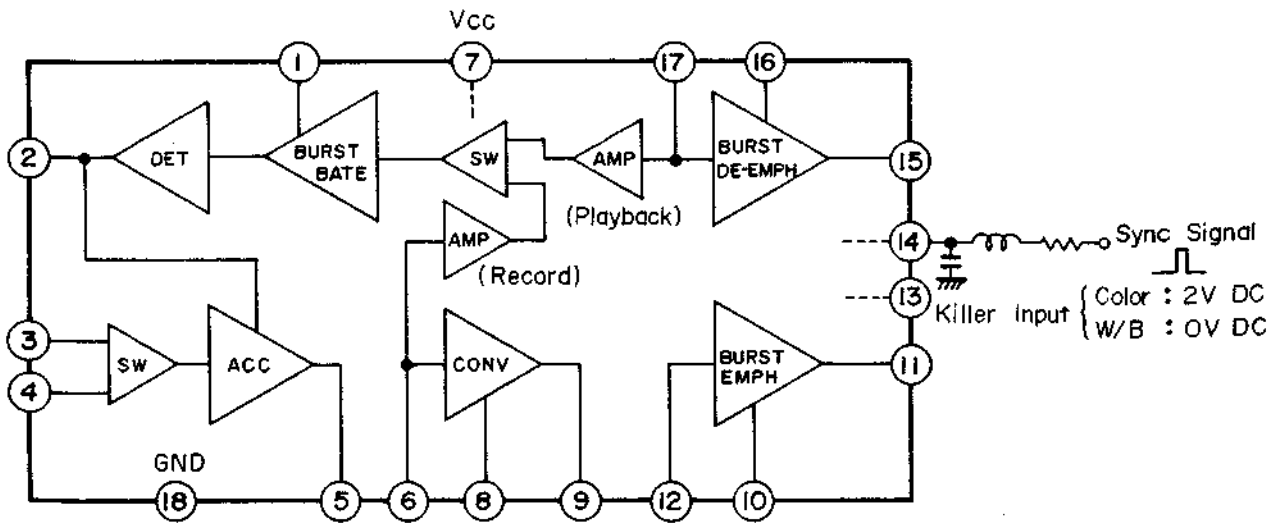 Vcc
1
7
17
16
2
DET
BURST
BATE
SW
AMP
BURST
DE-EMPH
15
(Playback)
AMP
(Record)
14
Sync Signal
13
Killer Input
Color : 2V DC
W/B : 0V DC
3
4
SW
ACC
CONV
BURST
EMPH
11
GND
18
5
6
8
9
12
10